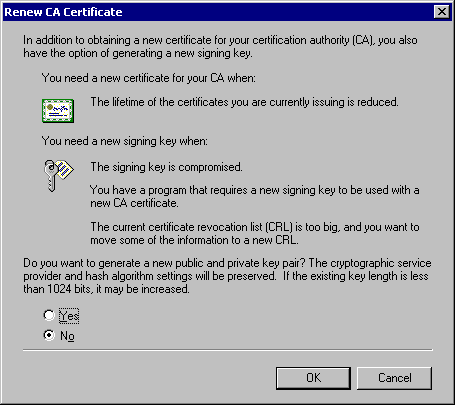 Renew CA Certificate
In addition to obtaining a new certificate for your certification authority (CA), you also
have the option of generating a new signing key.
You need a new certificate for your CA when:
The lifetime of the certificates you are currently issuing is reduced.
You need a new signing key when:
The signing key is compromised.
You have a program that requires a new signing key to be used with a
new CA certificate.
The current certificate revocation list (CRL) is too big, and you want to
move some of the information to a new CRL.
Do you want to generate a new public and private key pair? The cryptographic service
provider and hash algorithm settings will be preserved. If the existing key length is less
than 1024 bits, it may be increased.
Yes
No
OK Cancel